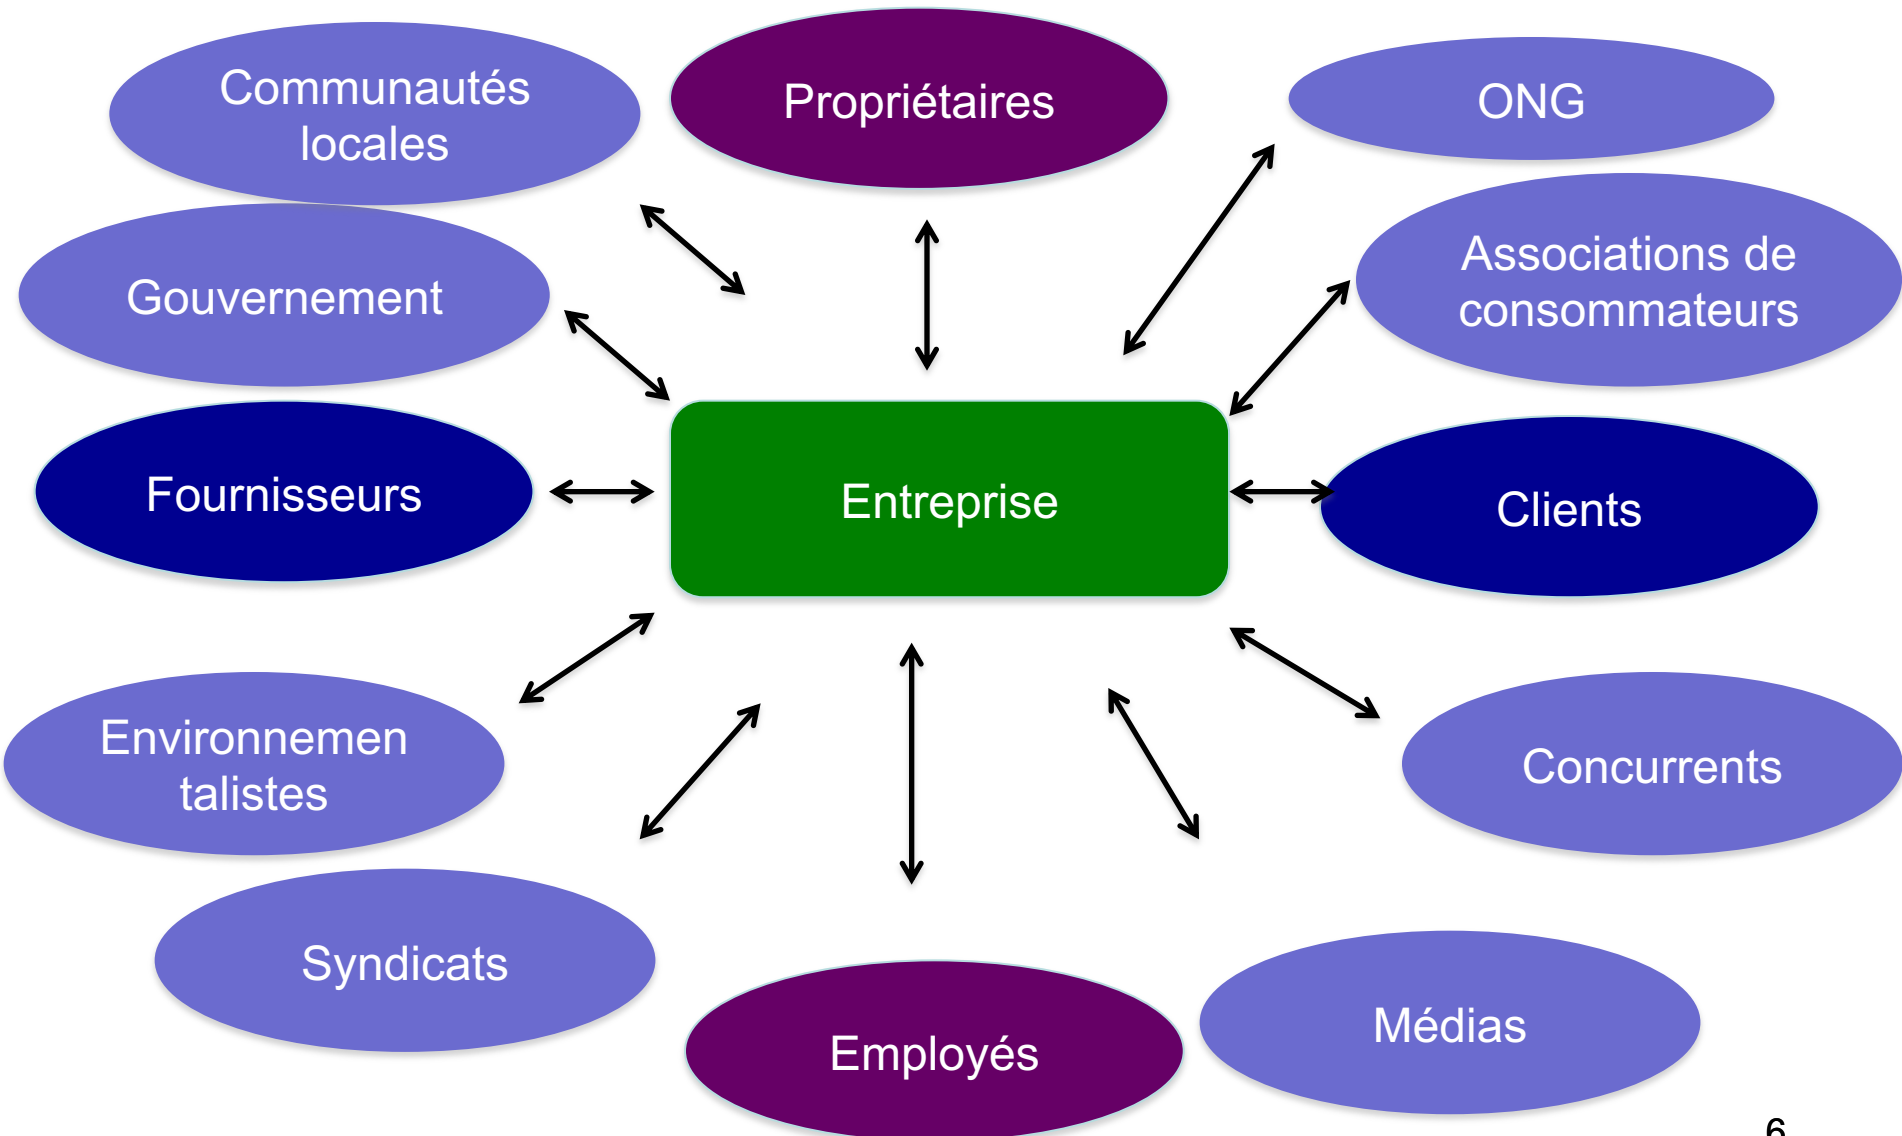 Communautés
locales
Propriétaires
ONG
Gouvernement
Associations de
consommateurs
Fournisseurs
Entreprise
Clients
Environnemen
talistes
Concurrents
Syndicats
Employés
Médias
6